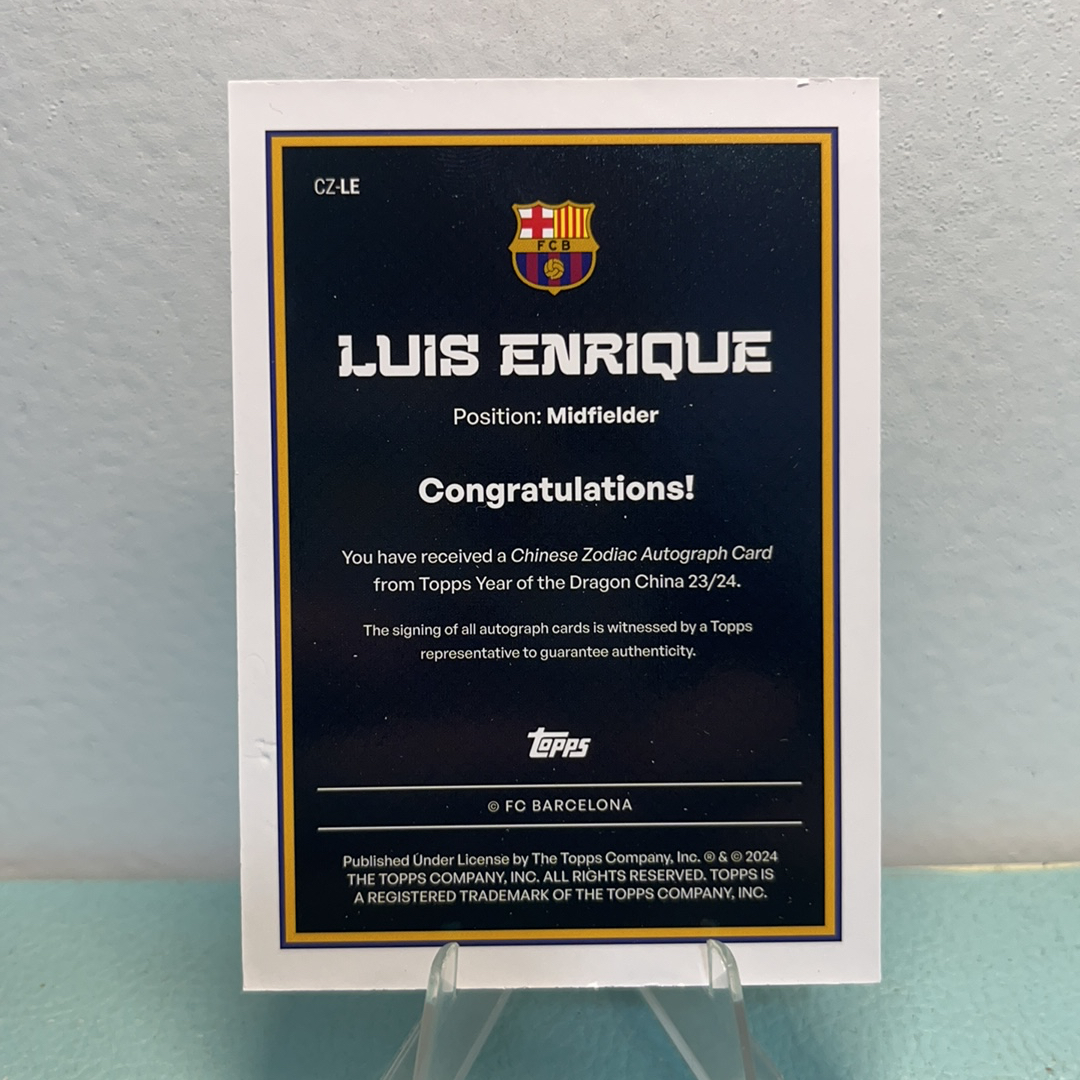 CZ-LE
FCB
LUIS ENRIQUE
Position: Midfielder
Congratulations!
You have received a Chinese Zodiac Autograph Card
from Topps Year of the Dragon China 23/24.
The signing of all autograph cards is witnessed by a Topps
representative to guarantee authenticity.
topps
© FC BARCELONA
Published Under License by The Topps Company, Inc. ® & © 2024
THE TOPPS COMPANY, INC. ALL RIGHTS RESERVED. TOPPS IS
A REGISTERED TRADEMARK OF THE TOPPS COMPANY, INC.